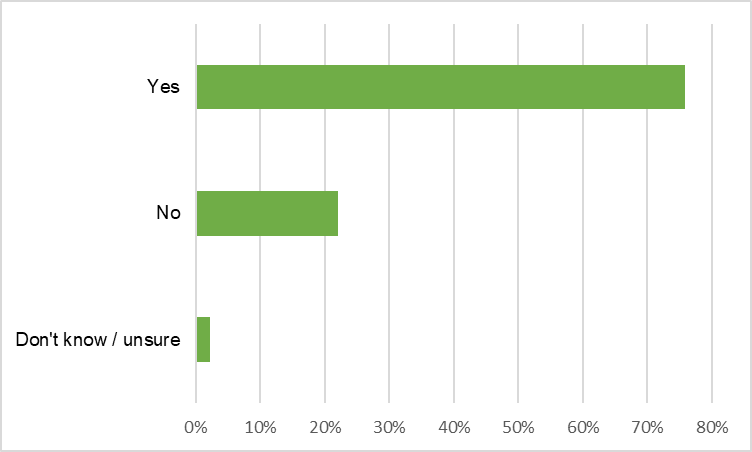 Yes
No
Don't know / unsure
0% 10% 20% 30% 40% 50% 60% 70% 80%